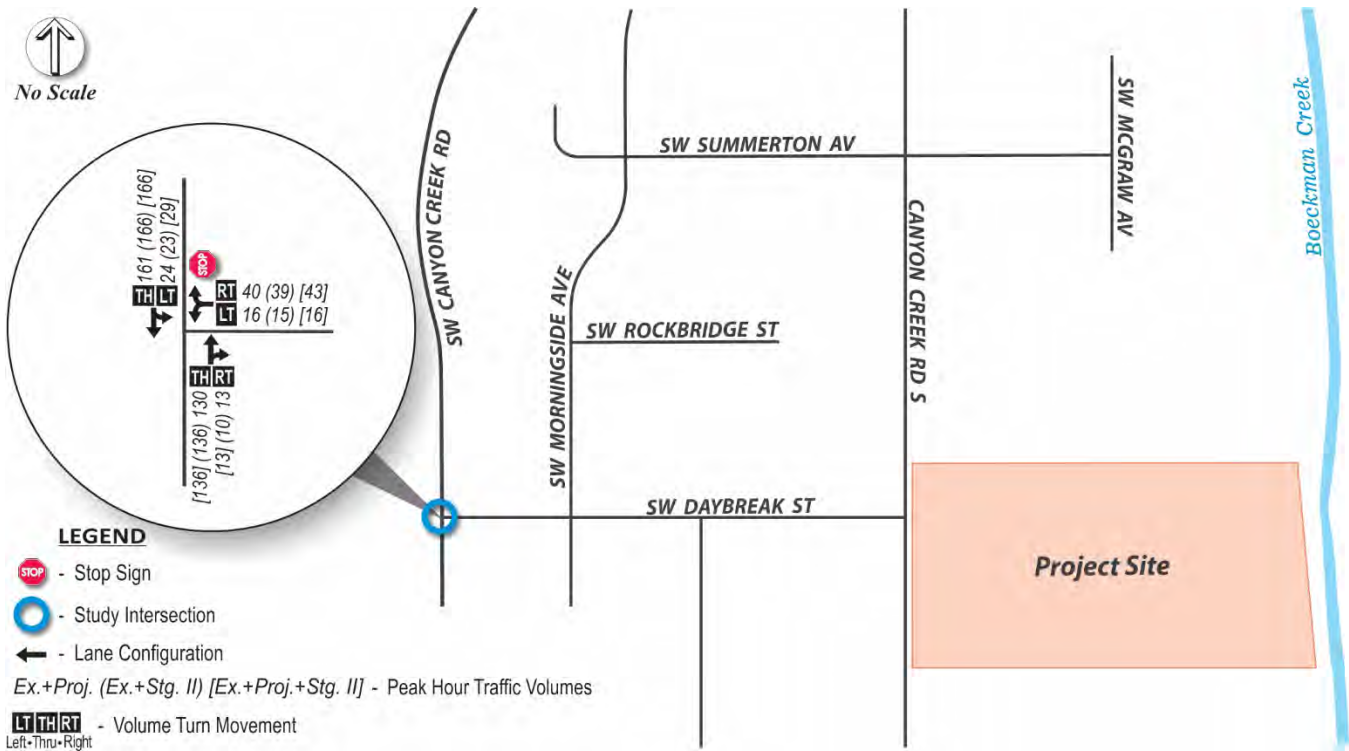 No Scale
161 (166) [166]
24 (23) [29]
TH LT
STOP
RT 40 (39) [43]
LT 16 (15) [16]
TH RT
[136] (136) 130
[13] (10) 13
SW CANYON CREEK RD
SW MORNINGSIDE AVE
SW SUMMERTON AV
SW ROCKBRIDGE ST
SW DAYBREAK ST
CANYON CREEK RD S
SW MCGRAW AV
Boeckman Creek
Project Site
LEGEND
STOP - Stop Sign
- Study Intersection
- Lane Configuration
Ex.+Proj. (Ex.+Stg. II) [Ex.+Proj.+Stg. II] - Peak Hour Traffic Volumes
LT TH RT - Volume Turn Movement
Left•Thru•Right